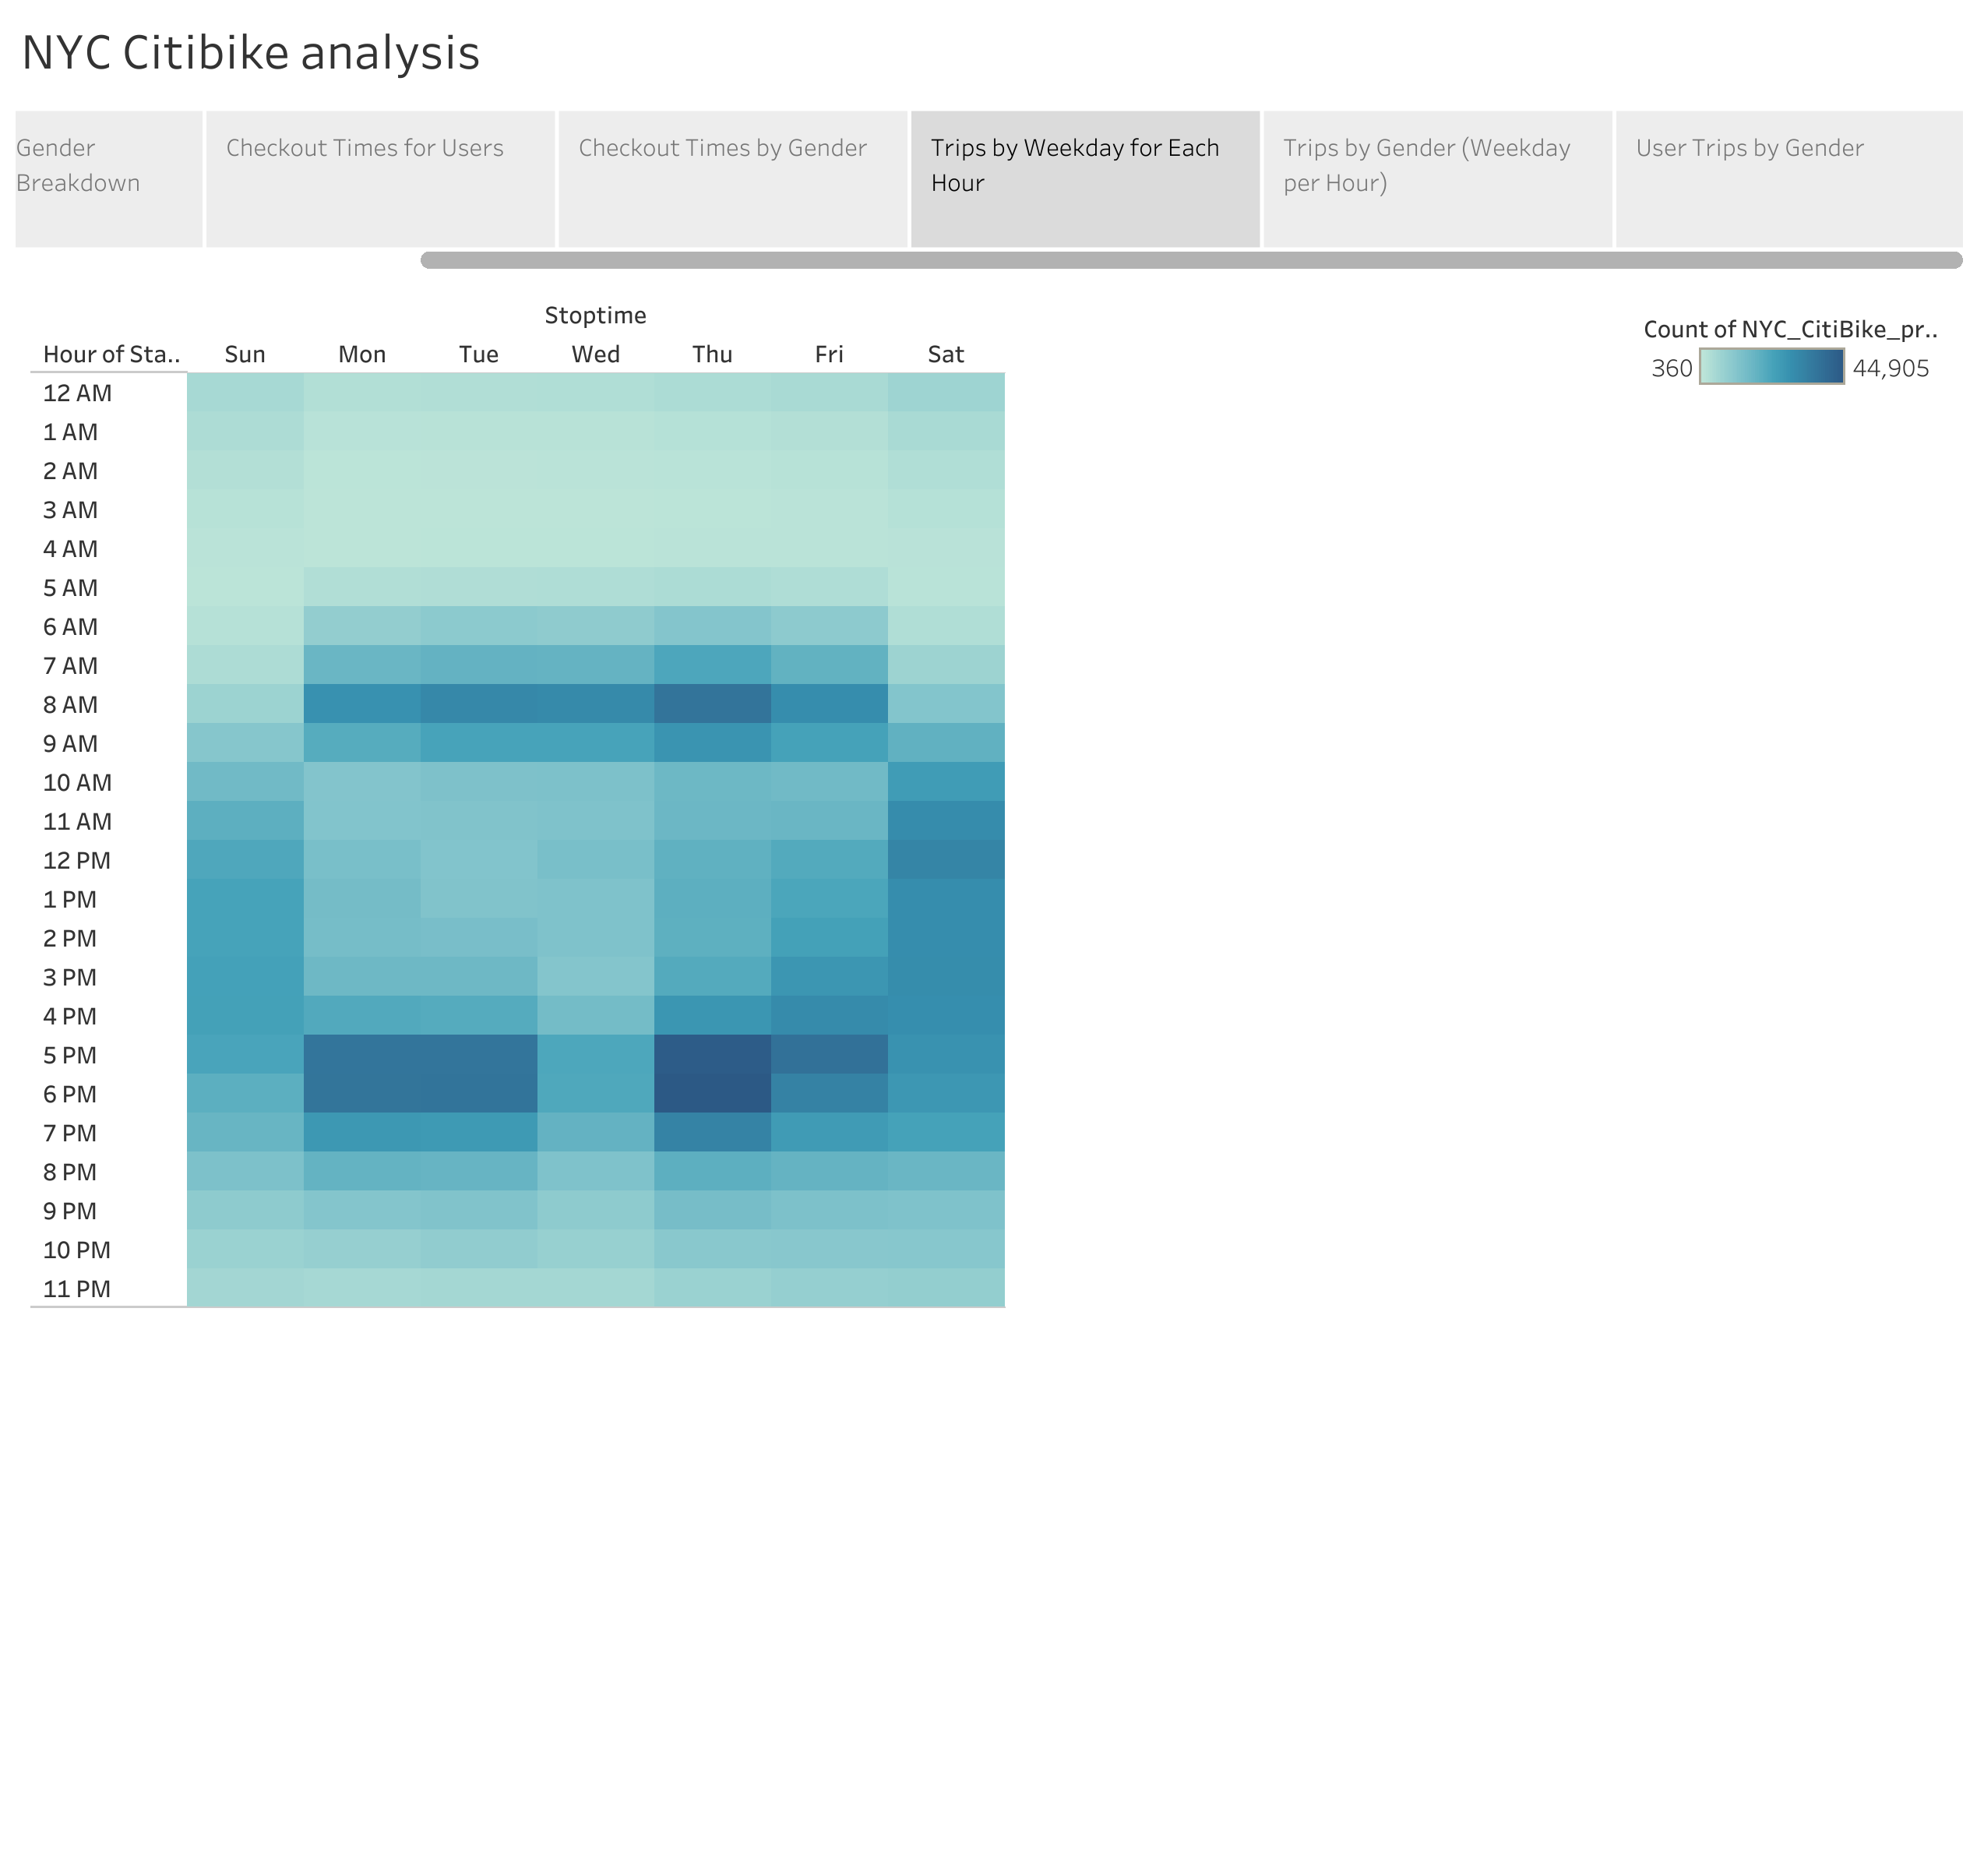 NYC Citibike analysis
Gender
Breakdown
Checkout Times for Users
Checkout Times by Gender
Trips by Weekday for Each
Hour
Trips by Gender (Weekday
per Hour)
User Trips by Gender
Stoptime
Hour of Sta.. Sun Mon Tue Wed Thu Fri Sat
12 AM
1 AM
2 AM
3 AM
4 AM
5 AM
6 AM
7 AM
8 AM
9 AM
10 AM
11 AM
12 PM
1 PM
2 PM
3 PM
4 PM
5 PM
6 PM
7 PM
8 PM
9 PM
10 PM
11 PM
Count of NYC_CitiBike_pr..
360 44,905